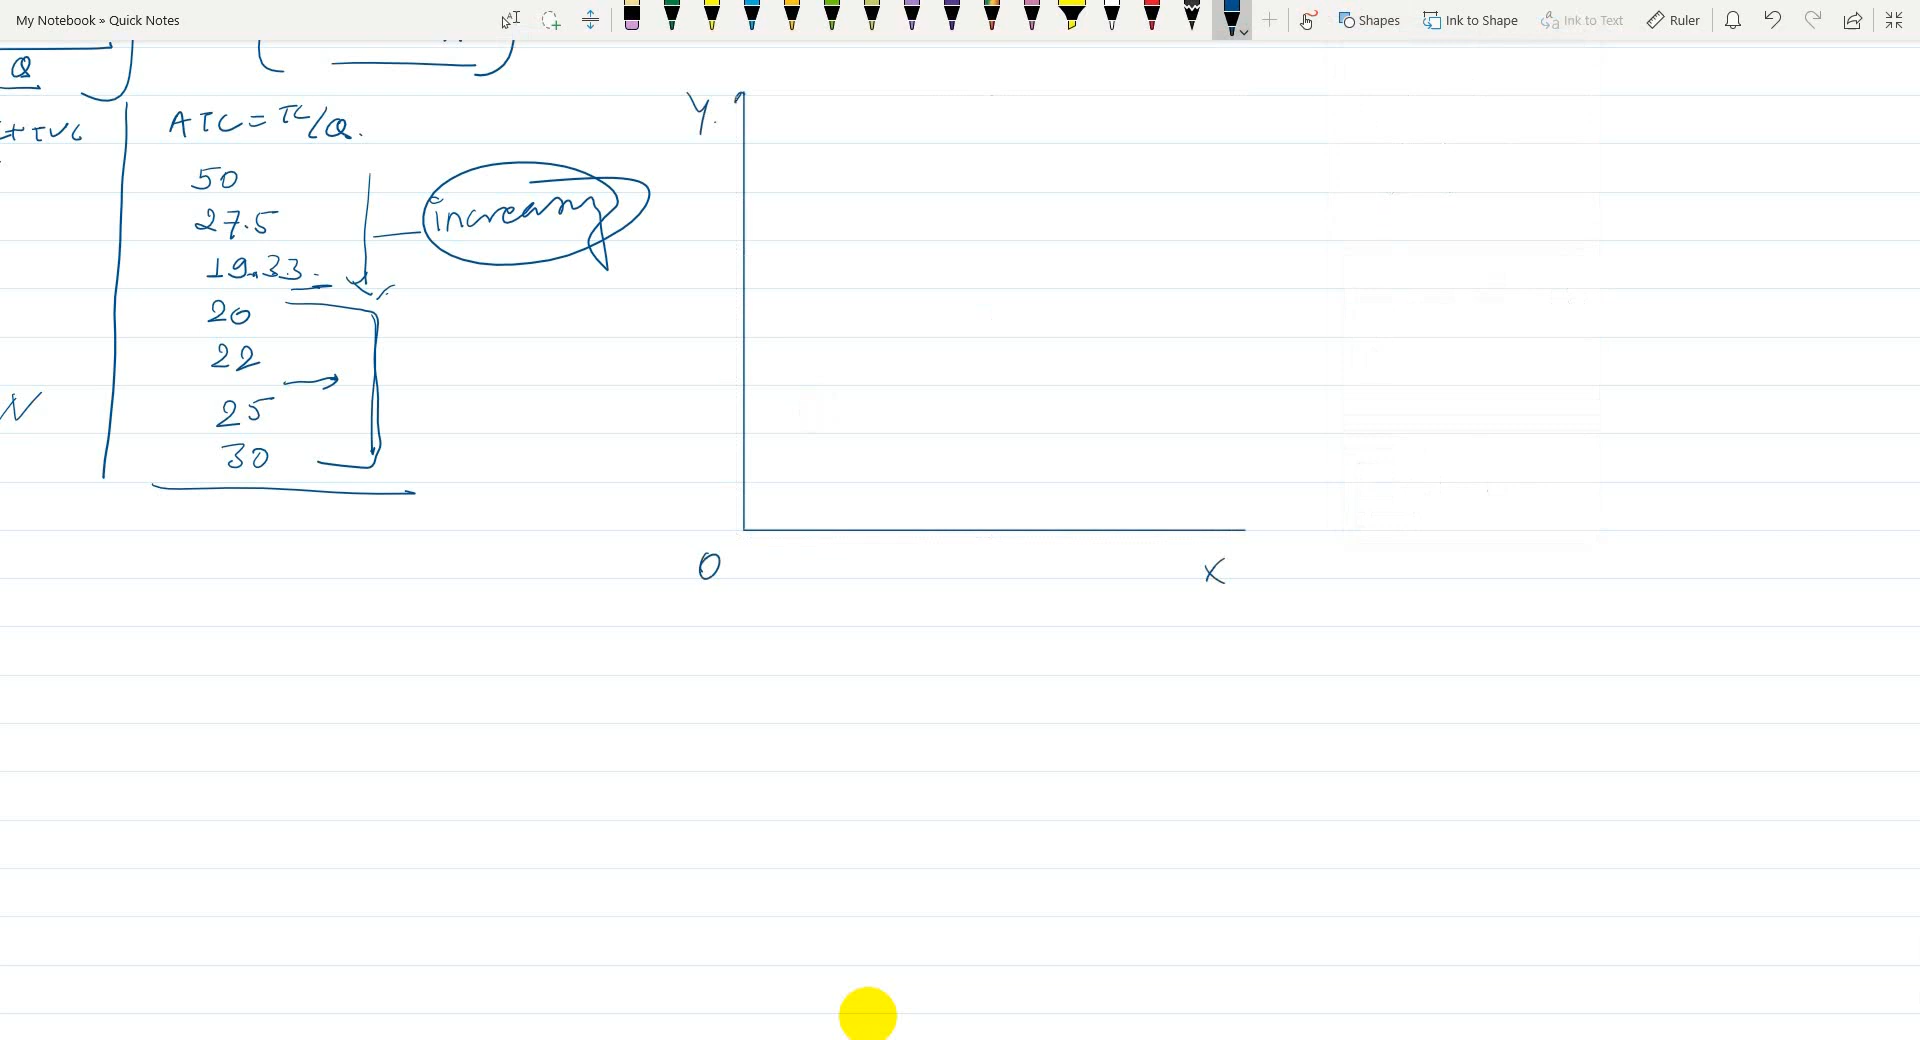 My Notebook » Quick Notes
Shapes
Ink to Shape
Ink to Text
Ruler
Q
+TVC
ATC = TC/Q.
50
27.5
19.33
20
22
25
30
increasing
N
Y
O
X